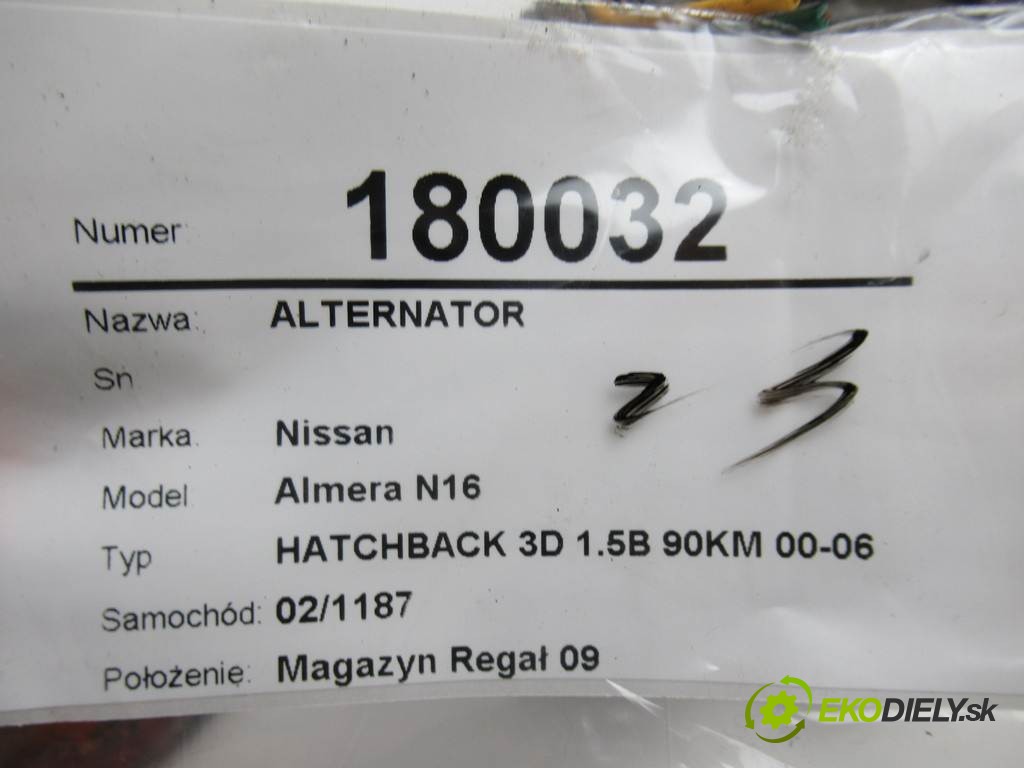 Numer: 180032
Nazwa: ALTERNATOR
Sn
2 3
Marka: Nissan
Model Almera N16
Typ HATCHBACK 3D 1.5B 90KM 00-06
Samochód: 02/1187
Położenie: Magazyn Regał 09
EKODIELY.sk